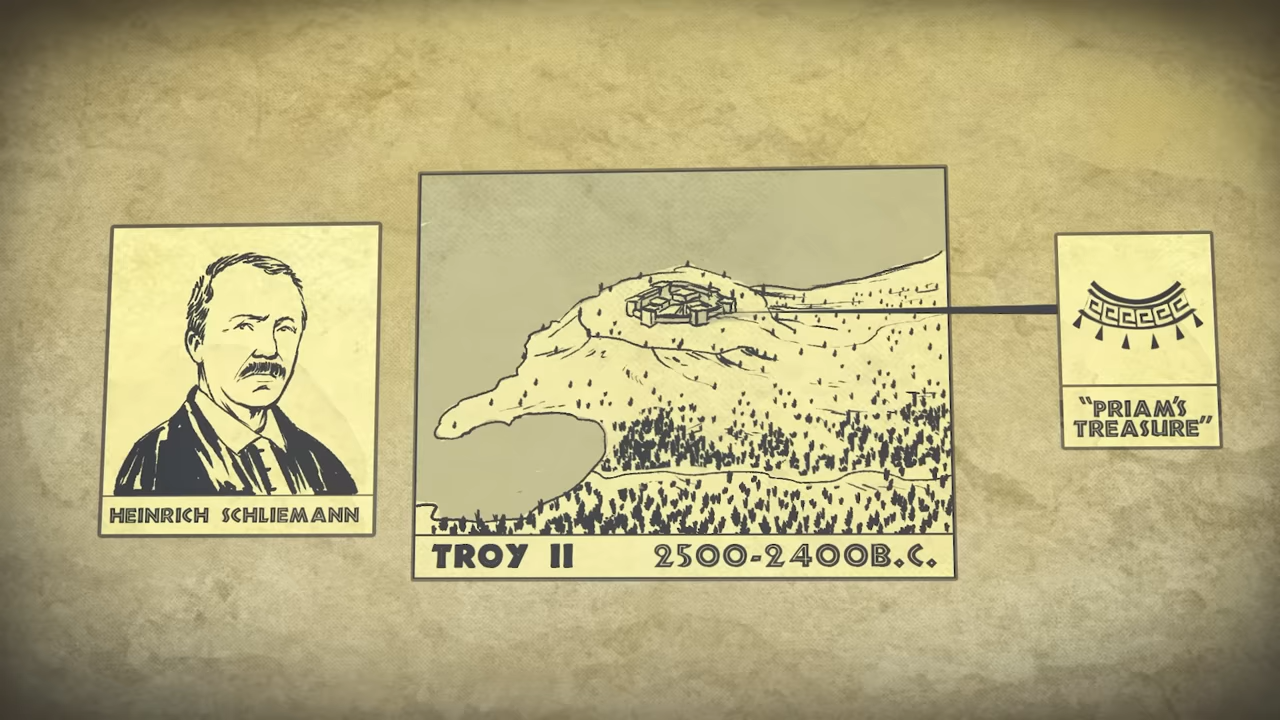 HEINRICH SCHLIEMANN
TROY II 2500-2400B.C.
"PRIAM'S
TREASURE"